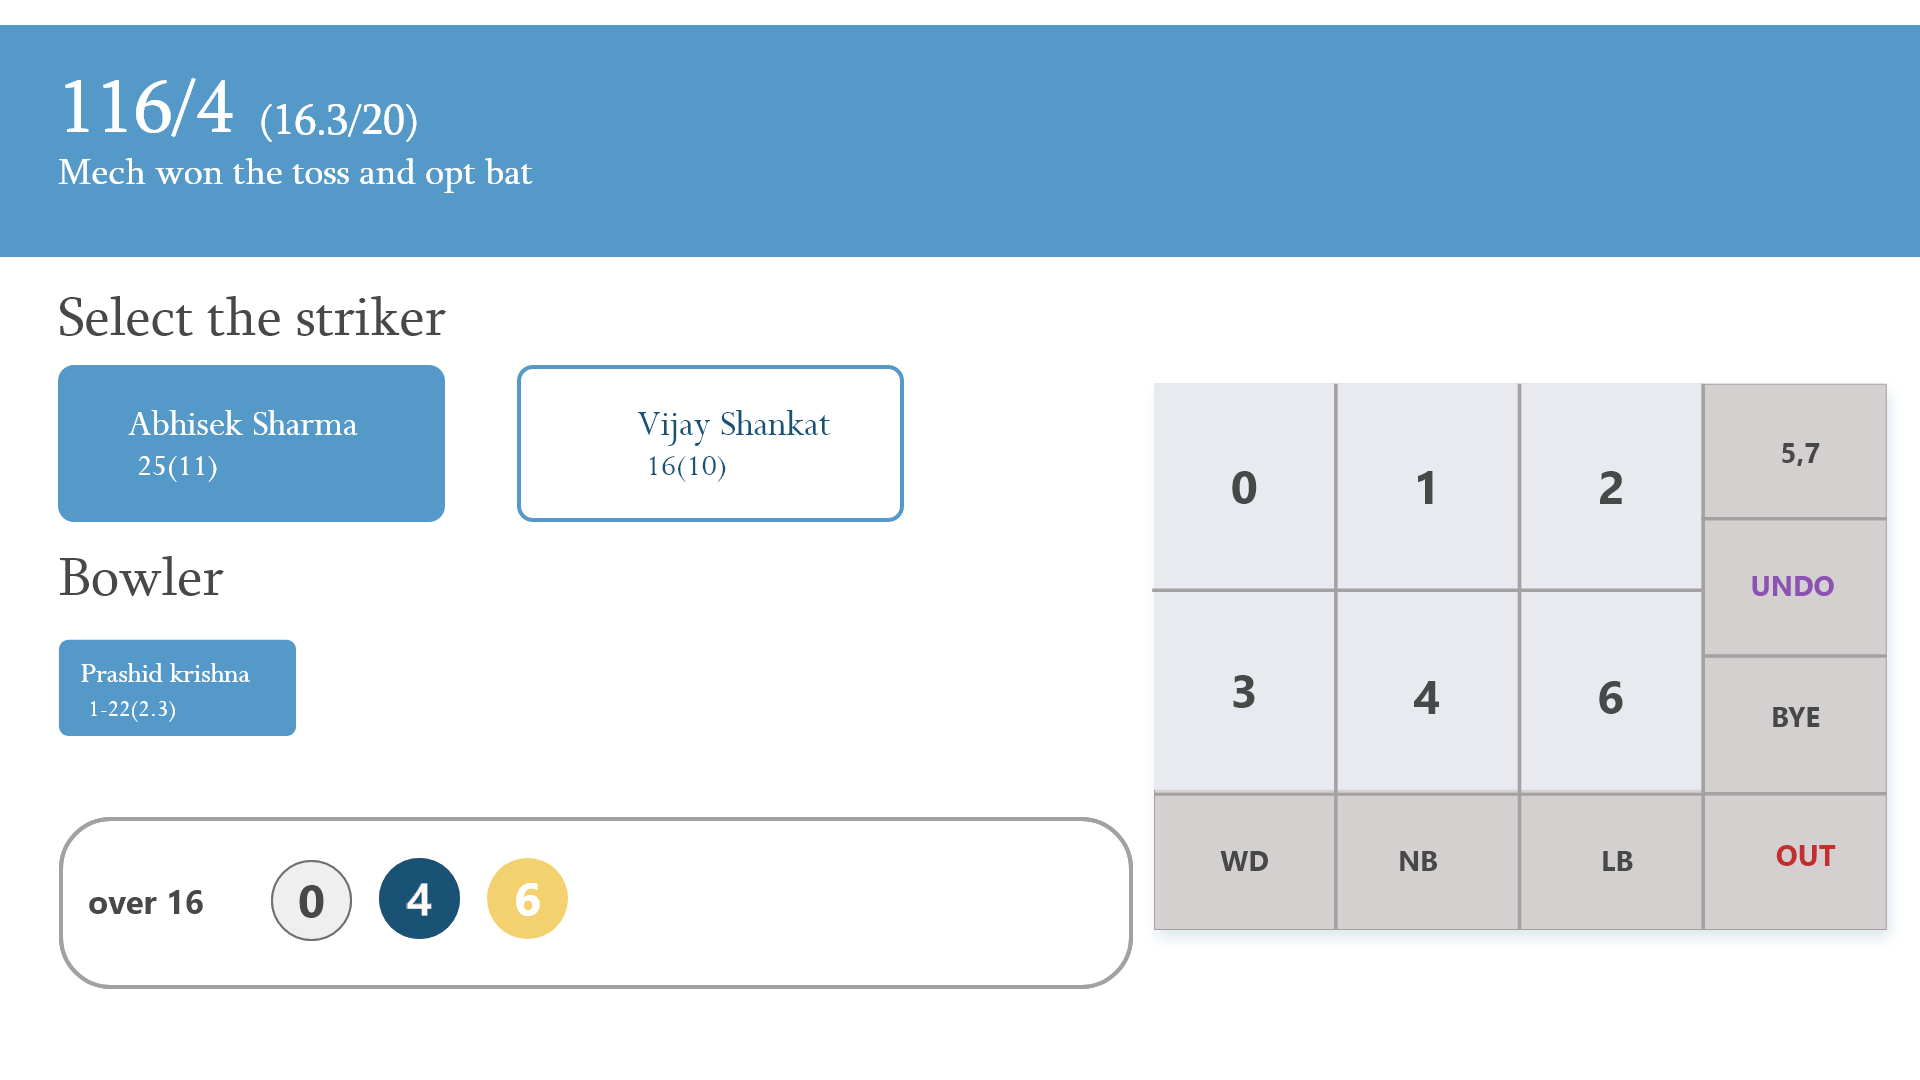 116/4 (16.3/20)
Mech won the toss and opt bat
Select the striker
Abhisek Sharma
25(11)
Vijay Shankat
16(10)
Bowler
Prashid krishna
1-22(2.3)
over 16 0 4 6
0 1 2 5,7
UNDO
3 4 6 BYE
WD NB LB OUT